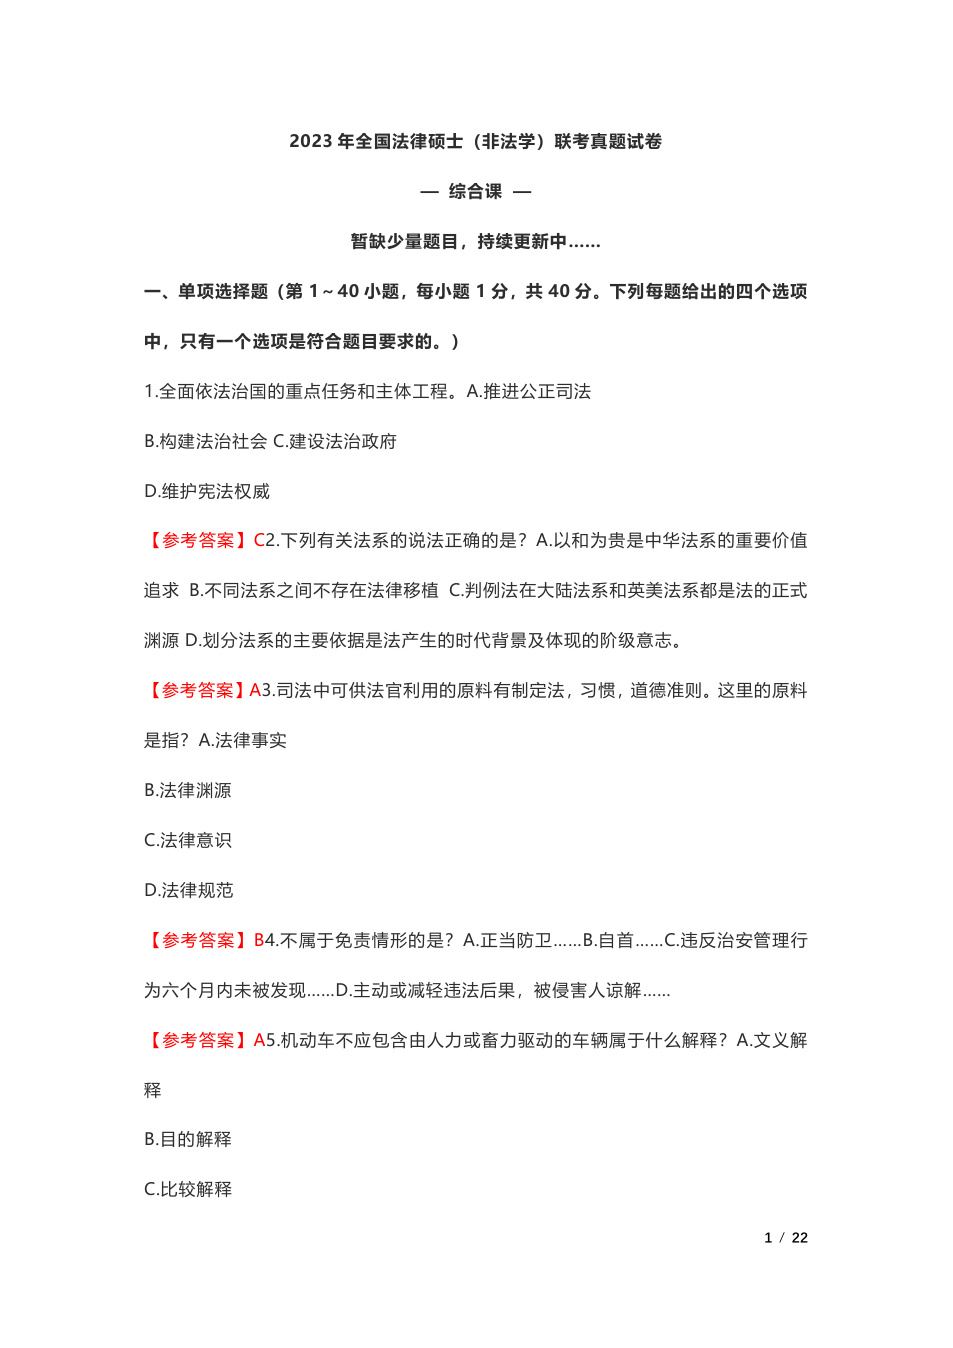 2023 年全国法律硕士（非法学）联考真题试卷
— 综合课 —
暂缺少量题目，持续更新中……
一、单项选择题（第 1～40 小题，每小题 1 分，共 40 分。下列每题给出的四个选项
中，只有一个选项是符合题目要求的。）
1.全面依法治国的重点任务和主体工程。A.推进公正司法
B.构建法治社会 C.建设法治政府
D.维护宪法权威
【参考答案】C2.下列有关法系的说法正确的是？A.以和为贵是中华法系的重要价值
追求 B.不同法系之间不存在法律移植 C.判例法在大陆法系和英美法系都是法的正式
渊源 D.划分法系的主要依据是法产生的时代背景及体现的阶级意志。
【参考答案】A3.司法中可供法官利用的原料有制定法，习惯，道德准则。这里的原料
是指？A.法律事实
B.法律渊源
C.法律意识
D.法律规范
【参考答案】B4.不属于免责情形的是？A.正当防卫……B.自首……C.违反治安管理行
为六个月内未被发现……D.主动或减轻违法后果，被侵害人谅解……
【参考答案】A5.机动车不应包含由人力或畜力驱动的车辆属于什么解释？A.文义解
释
B.目的解释
C.比较解释
1 / 22